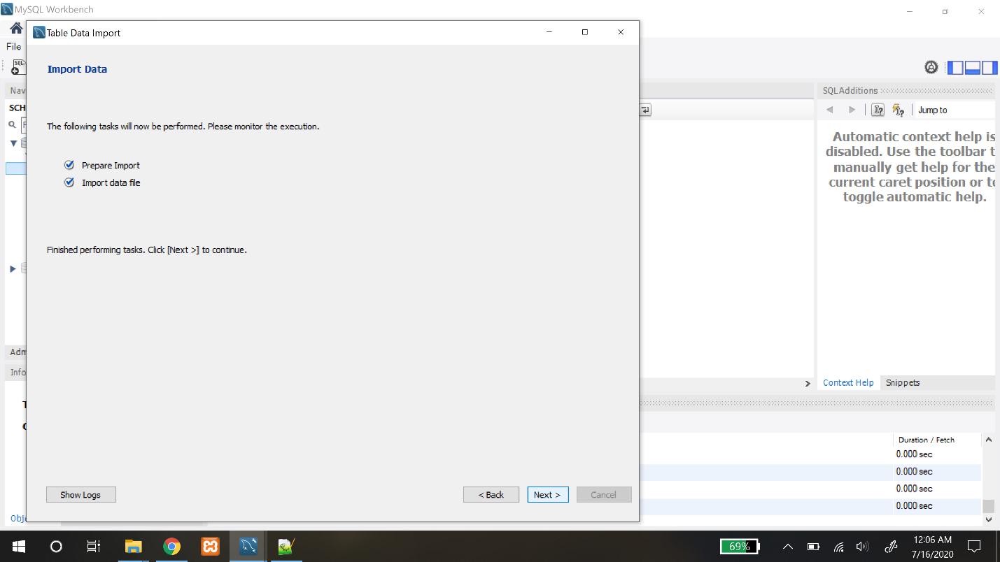 MySQL Workbench
Table Data Import
File
SQL
Import Data
Nav
SQLAdditions
SCH
Jump to
The following tasks will now be performed. Please monitor the execution.
Automatic context help is
disabled. Use the toolbar t
manually get help for the
current caret position or to
toggle automatic help.
Prepare Import
Import data file
Finished performing tasks. Click [Next >] to continue.
Adm
Info
Context Help
Snippets
Duration / Fetch
0.000 sec
0.000 sec
0.000 sec
0.000 sec
Show Logs
< Back
Next >
Cancel
Obje
69%
12:06 AM
7/16/2020